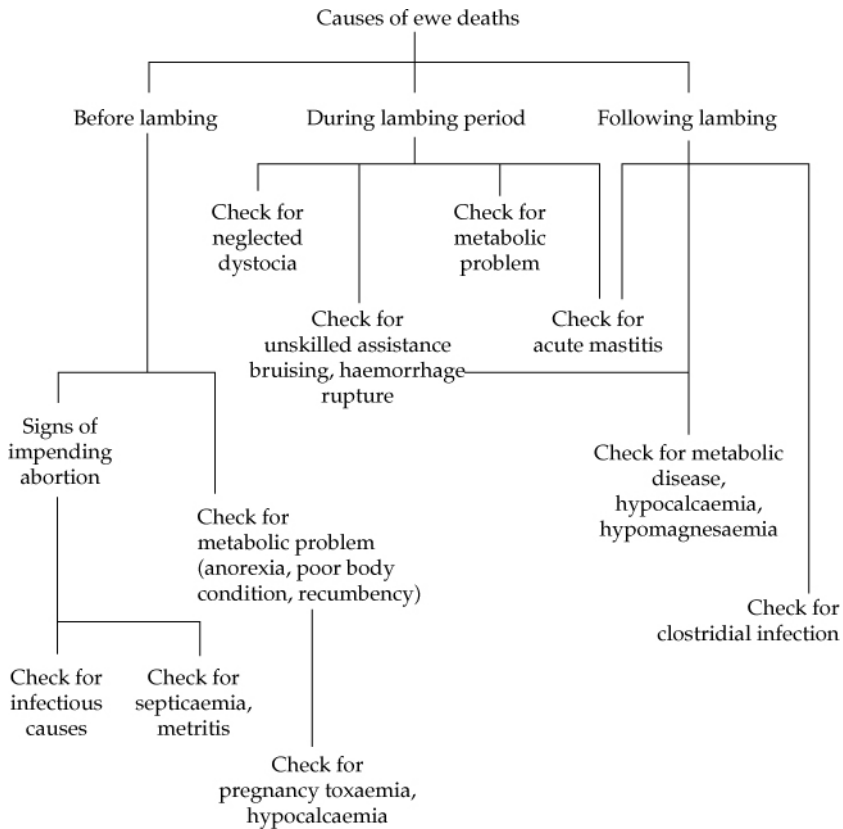 Causes of ewe deaths
Before lambing
During lambing period
Following lambing
Check for
neglected
dystocia
Check for
metabolic
problem
Check for
unskilled assistance
bruising, haemorrhage
rupture
Check for
acute mastitis
Signs of
impending
abortion
Check for metabolic
disease,
hypocalcaemia,
hypomagnesaemia
Check for
metabolic problem
(anorexia, poor body
condition, recumbency)
Check for
clostridial infection
Check for
infectious
causes
Check for
septicaemia,
metritis
Check for
pregnancy toxaemia,
hypocalcaemia